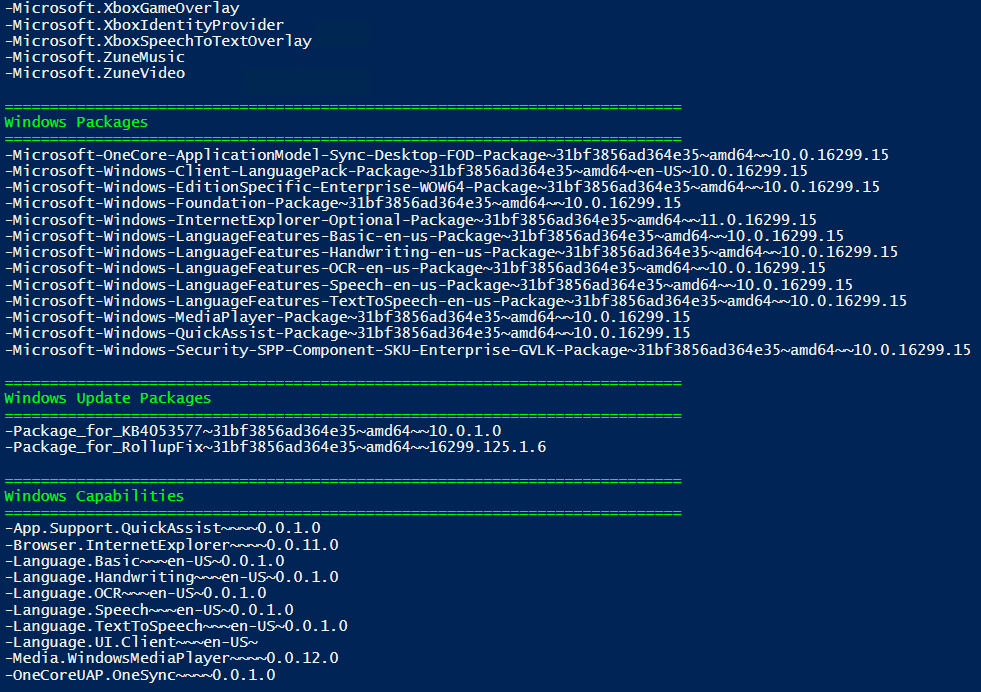 -Microsoft.XboxGameOverlay
-Microsoft.XboxIdentityProvider
-Microsoft.XboxSpeechToTextOverlay
-Microsoft.ZuneMusic
-Microsoft.ZuneVideo
===========================================================================
Windows Packages
===========================================================================
-Microsoft-OneCore-ApplicationModel-Sync-Desktop-FOD-Package~31bf3856ad364e35~amd64~~10.0.16299.15
-Microsoft-Windows-Client-LanguagePack-Package~31bf3856ad364e35~amd64~en-US~10.0.16299.15
-Microsoft-Windows-EditionSpecific-Enterprise-WOW64-Package~31bf3856ad364e35~amd64~~10.0.16299.15
-Microsoft-Windows-Foundation-Package~31bf3856ad364e35~amd64~~10.0.16299.15
-Microsoft-Windows-InternetExplorer-Optional-Package~31bf3856ad364e35~amd64~~11.0.16299.15
-Microsoft-Windows-LanguageFeatures-Basic-en-us-Package~31bf3856ad364e35~amd64~~10.0.16299.15
-Microsoft-Windows-LanguageFeatures-Handwriting-en-us-Package~31bf3856ad364e35~amd64~~10.0.16299.15
-Microsoft-Windows-LanguageFeatures-OCR-en-us-Package~31bf3856ad364e35~amd64~~10.0.16299.15
-Microsoft-Windows-LanguageFeatures-Speech-en-us-Package~31bf3856ad364e35~amd64~~10.0.16299.15
-Microsoft-Windows-LanguageFeatures-TextToSpeech-en-us-Package~31bf3856ad364e35~amd64~~10.0.16299.15
-Microsoft-Windows-MediaPlayer-Package~31bf3856ad364e35~amd64~~10.0.16299.15
-Microsoft-Windows-QuickAssist-Package~31bf3856ad364e35~amd64~~10.0.16299.15
-Microsoft-Windows-Security-SPP-Component-SKU-Enterprise-GVLK-Package~31bf3856ad364e35~amd64~~10.0.16299.15
===========================================================================
Windows Update Packages
===========================================================================
-Package_for_KB4053577~31bf3856ad364e35~amd64~~10.0.1.0
-Package_for_RollupFix~31bf3856ad364e35~amd64~~16299.125.1.6
===========================================================================
Windows Capabilities
===========================================================================
-App.Support.QuickAssist~~~~0.0.1.0
-Browser.InternetExplorer~~~~0.0.11.0
-Language.Basic~~~en-US~0.0.1.0
-Language.Handwriting~~~en-US~0.0.1.0
-Language.OCR~~~en-US~0.0.1.0
-Language.Speech~~~en-US~0.0.1.0
-Language.TextToSpeech~~~en-US~0.0.1.0
-Language.UI.Client~~~en-US~
-Media.WindowsMediaPlayer~~~~0.0.12.0
-OneCoreUAP.OneSync~~~~0.0.1.0